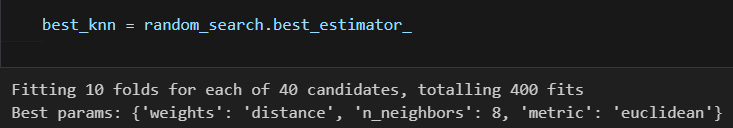 best_knn = random_search.best_estimator_
Fitting 10 folds for each of 40 candidates, totalling 400 fits
Best params: {'weights': 'distance', 'n_neighbors': 8, 'metric': 'euclidean'}